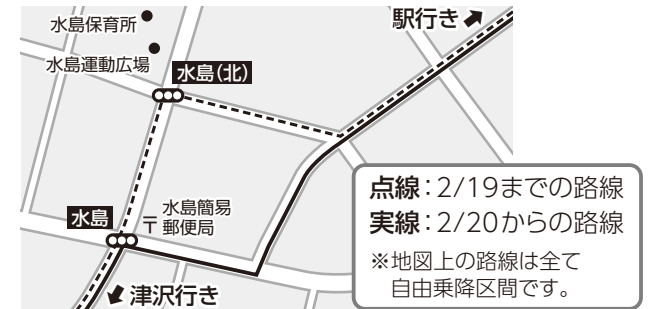 駅行き
水島保育所
水島運動広場
水島（北）
水島
〒
水島簡易
郵便局
津沢行き
点線：2/19までの路線
実線：2/20からの路線
※地図上の路線は全て
自由乗降区間です。